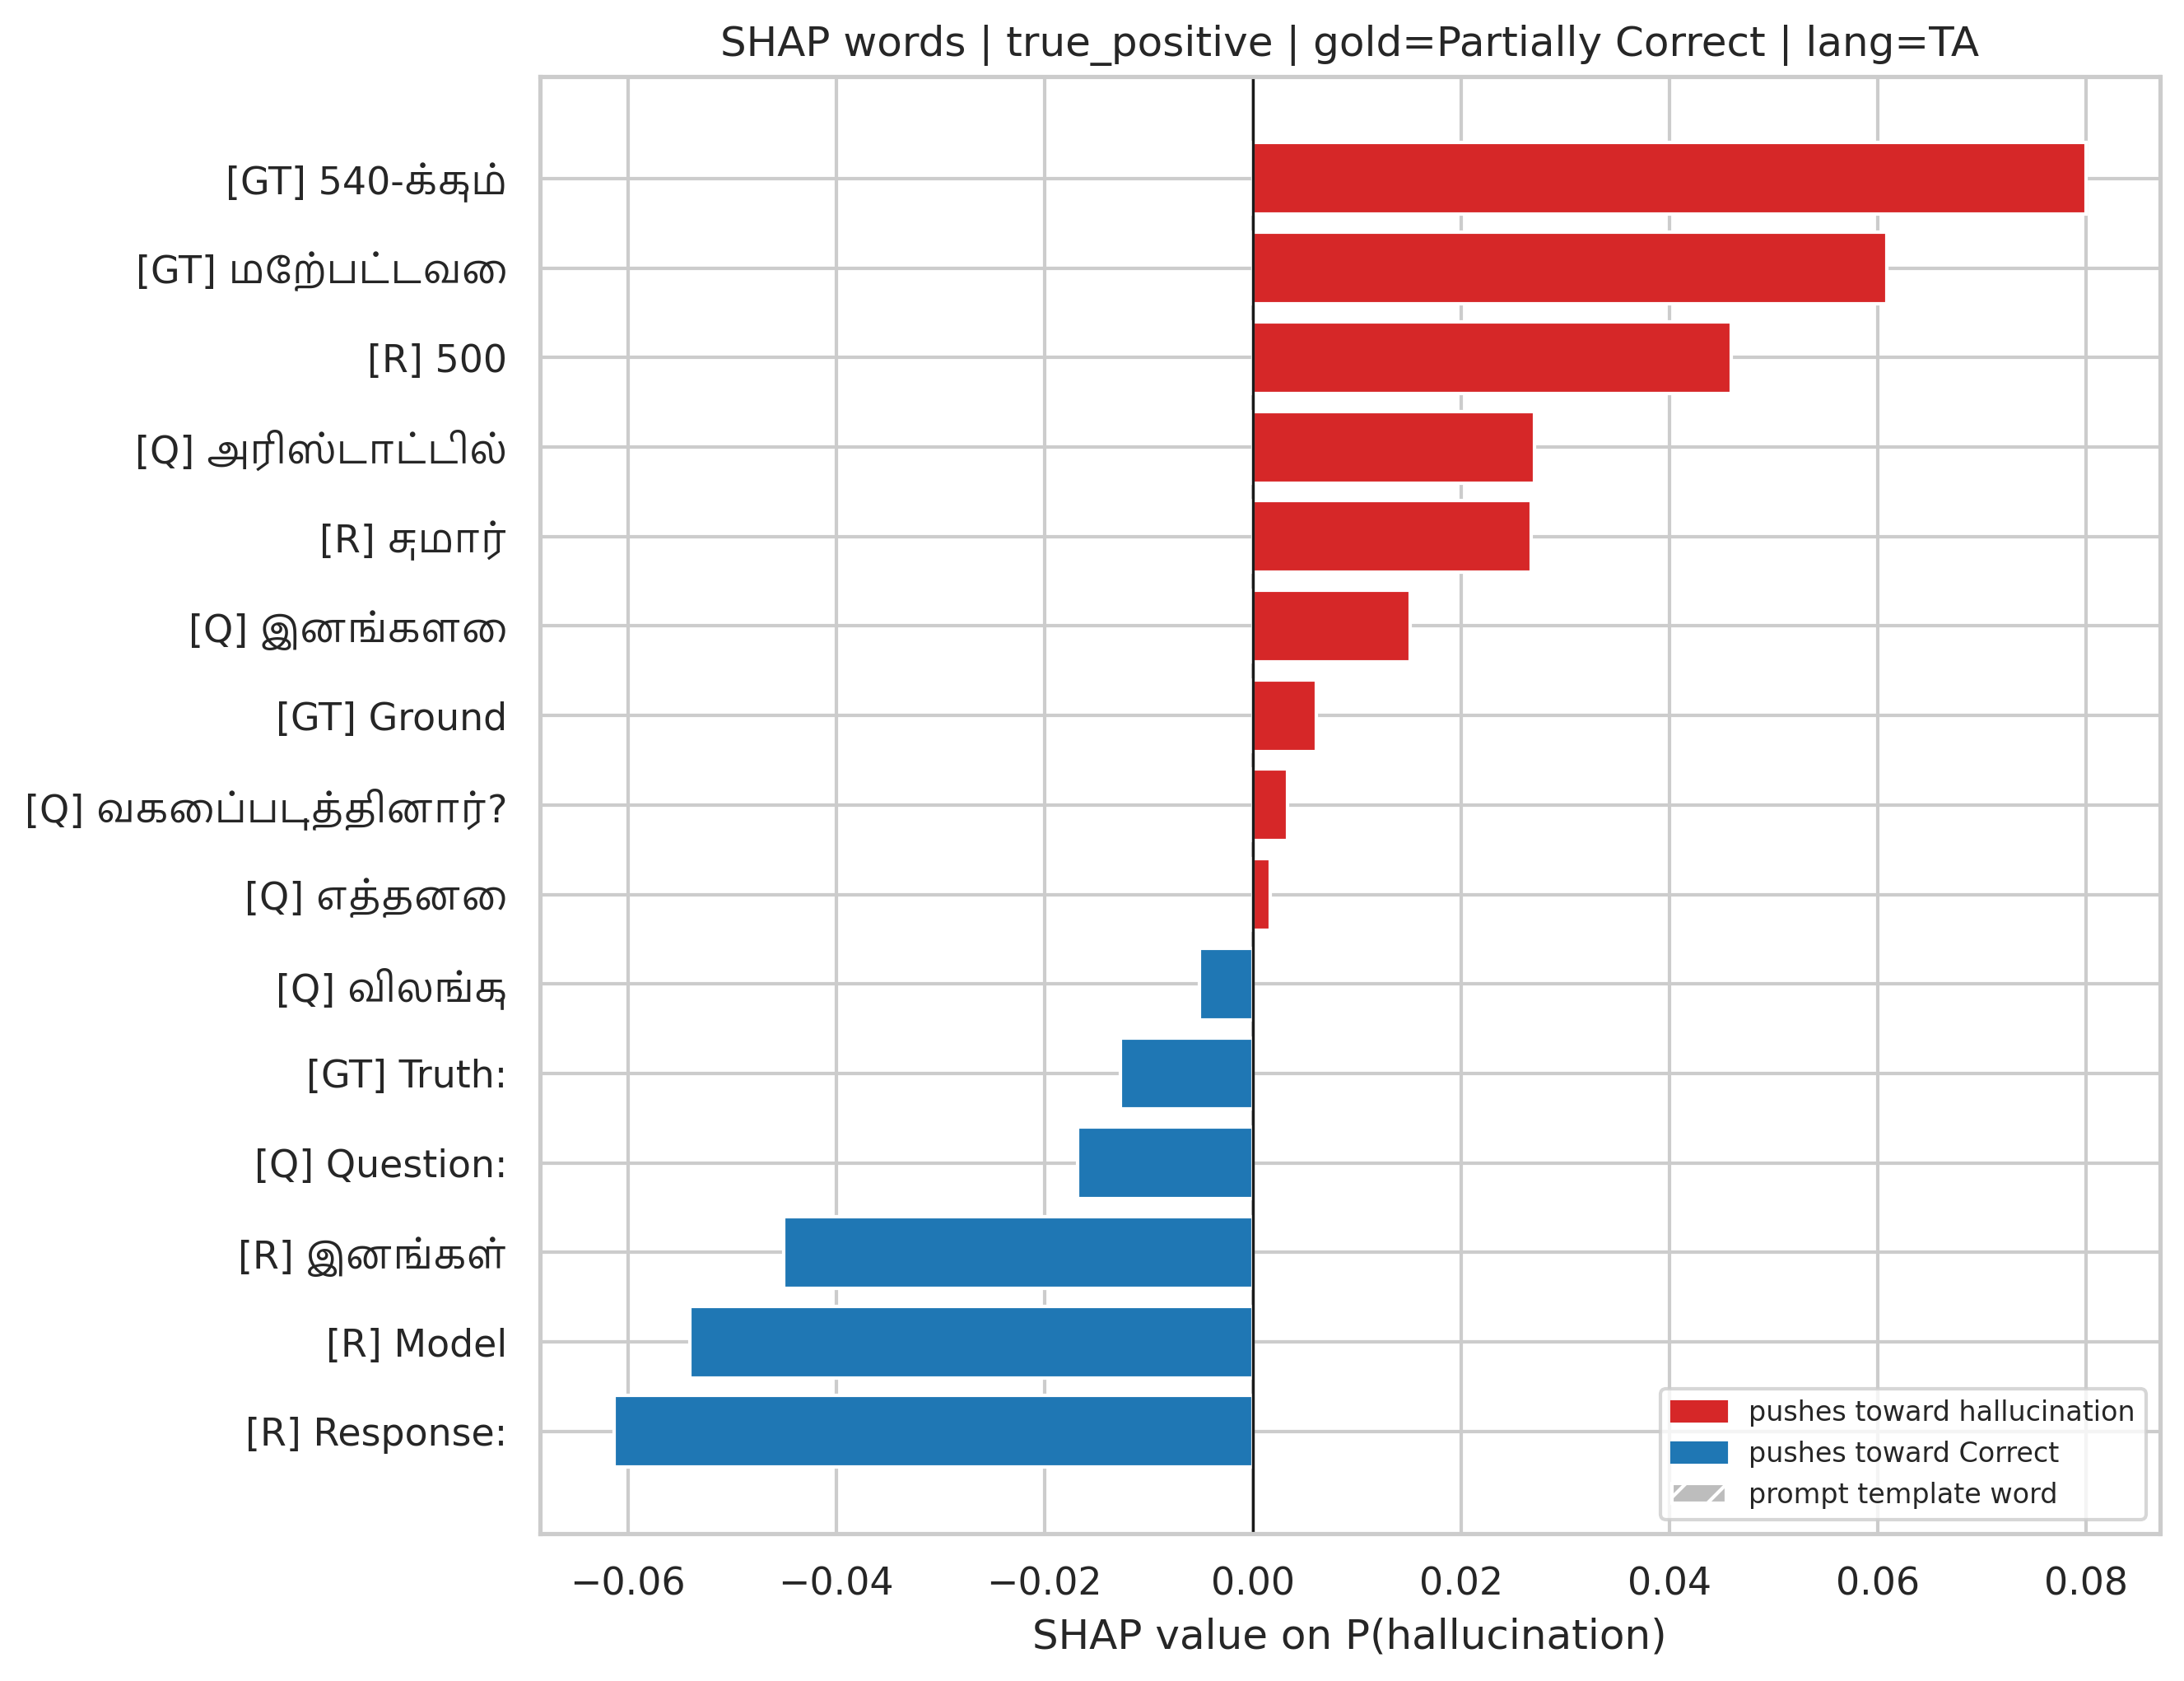 SHAP words | true_positive | gold=Partially Correct | lang=TA
[GT] 540-க்கும்
[GT] மேற்பட்டவை
[R] 500
[Q] அரிஸ்டாட்டில்
[R] சுமார்
[Q] இனங்களை
[GT] Ground
[Q] வகைப்படுத்தினார்?
[Q] எத்தனை
[Q] விலங்கு
[GT] Truth:
[Q] Question:
[R] இனங்கள்
[R] Model
[R] Response:
pushes toward hallucination
pushes toward Correct
prompt template word
−0.06 −0.04 −0.02 0.00 0.02 0.04 0.06 0.08
SHAP value on P(hallucination)